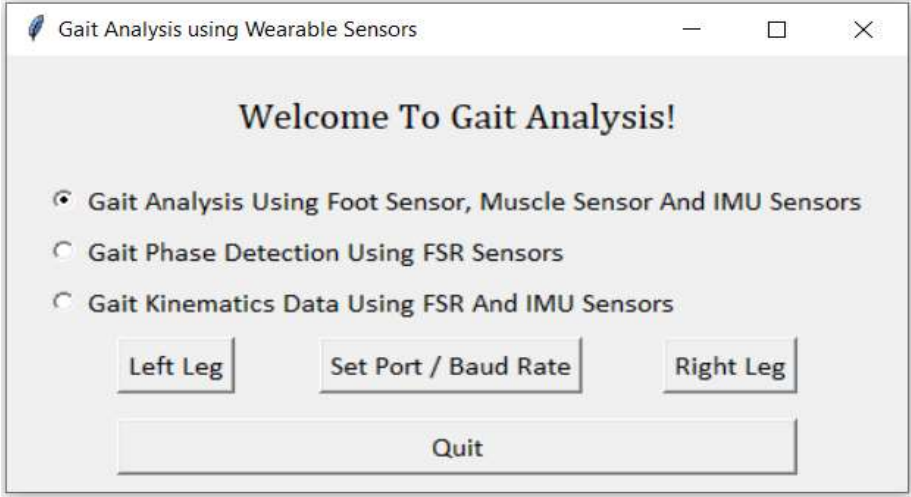 Gait Analysis using Wearable Sensors
Welcome To Gait Analysis!
Gait Analysis Using Foot Sensor, Muscle Sensor And IMU Sensors
Gait Phase Detection Using FSR Sensors
Gait Kinematics Data Using FSR And IMU Sensors
Left Leg Set Port / Baud Rate Right Leg
Quit